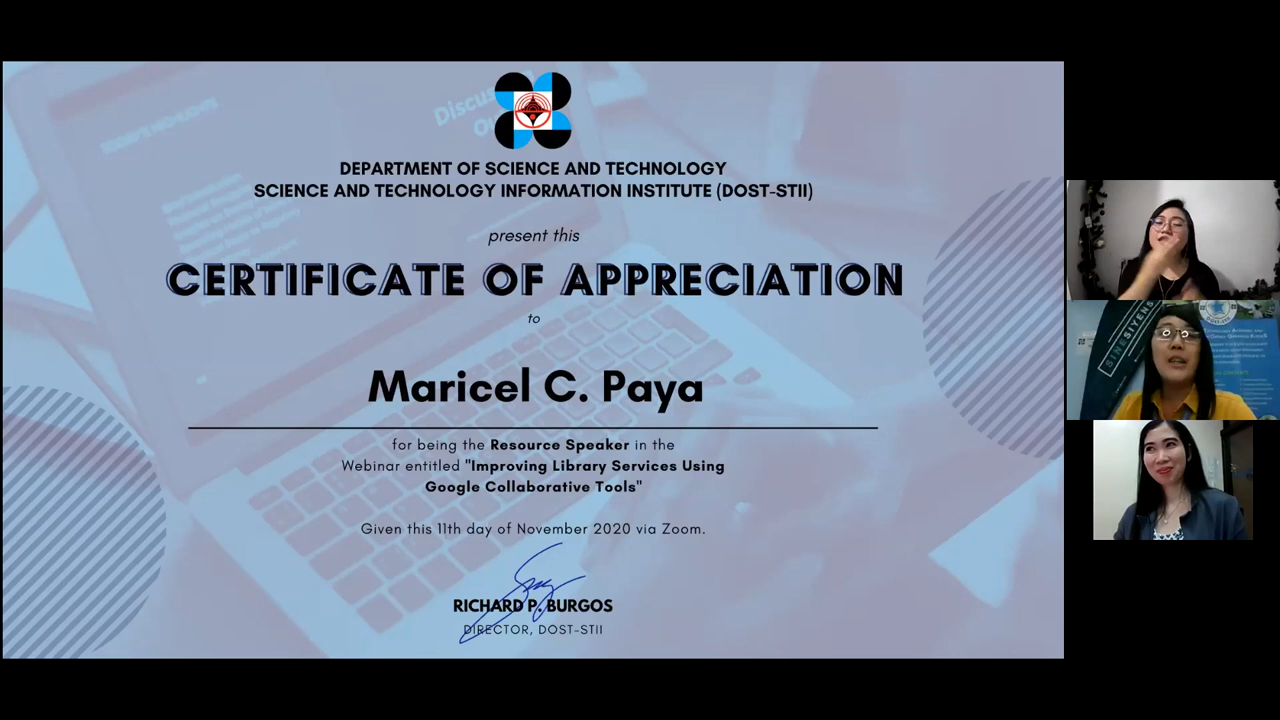 DEPARTMENT OF SCIENCE AND TECHNOLOGY
SCIENCE AND TECHNOLOGY INFORMATION INSTITUTE (DOST-STII)
present this
CERTIFICATE OF APPRECIATION
to
Maricel C. Paya
for being the Resource Speaker in the
Webinar entitled "Improving Library Services Using
Google Collaborative Tools"
Given this 11th day of November 2020 via Zoom.
RICHARD P. BURGOS
DIRECTOR, DOST-STII
SINESIYENSYA